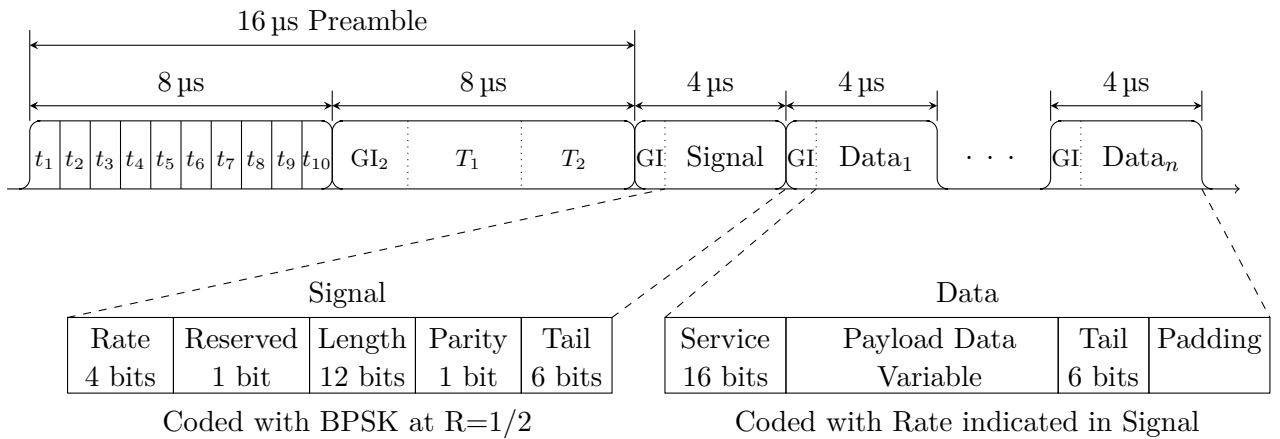 16 µs Preamble
8 µs 8 µs 4 µs 4 µs 4 µs
t₁ t₂ t₃ t₄ t₅ t₆ t₇ t₈ t₉ t₁₀ GI₂ T₁ T₂ GI Signal GI Data₁ · · · GI Dataₙ
Signal Data
Rate Reserved Length Parity Tail Service Payload Data Tail Padding
4 bits 1 bit 12 bits 1 bit 6 bits 16 bits Variable 6 bits
Coded with BPSK at R=1/2 Coded with Rate indicated in Signal